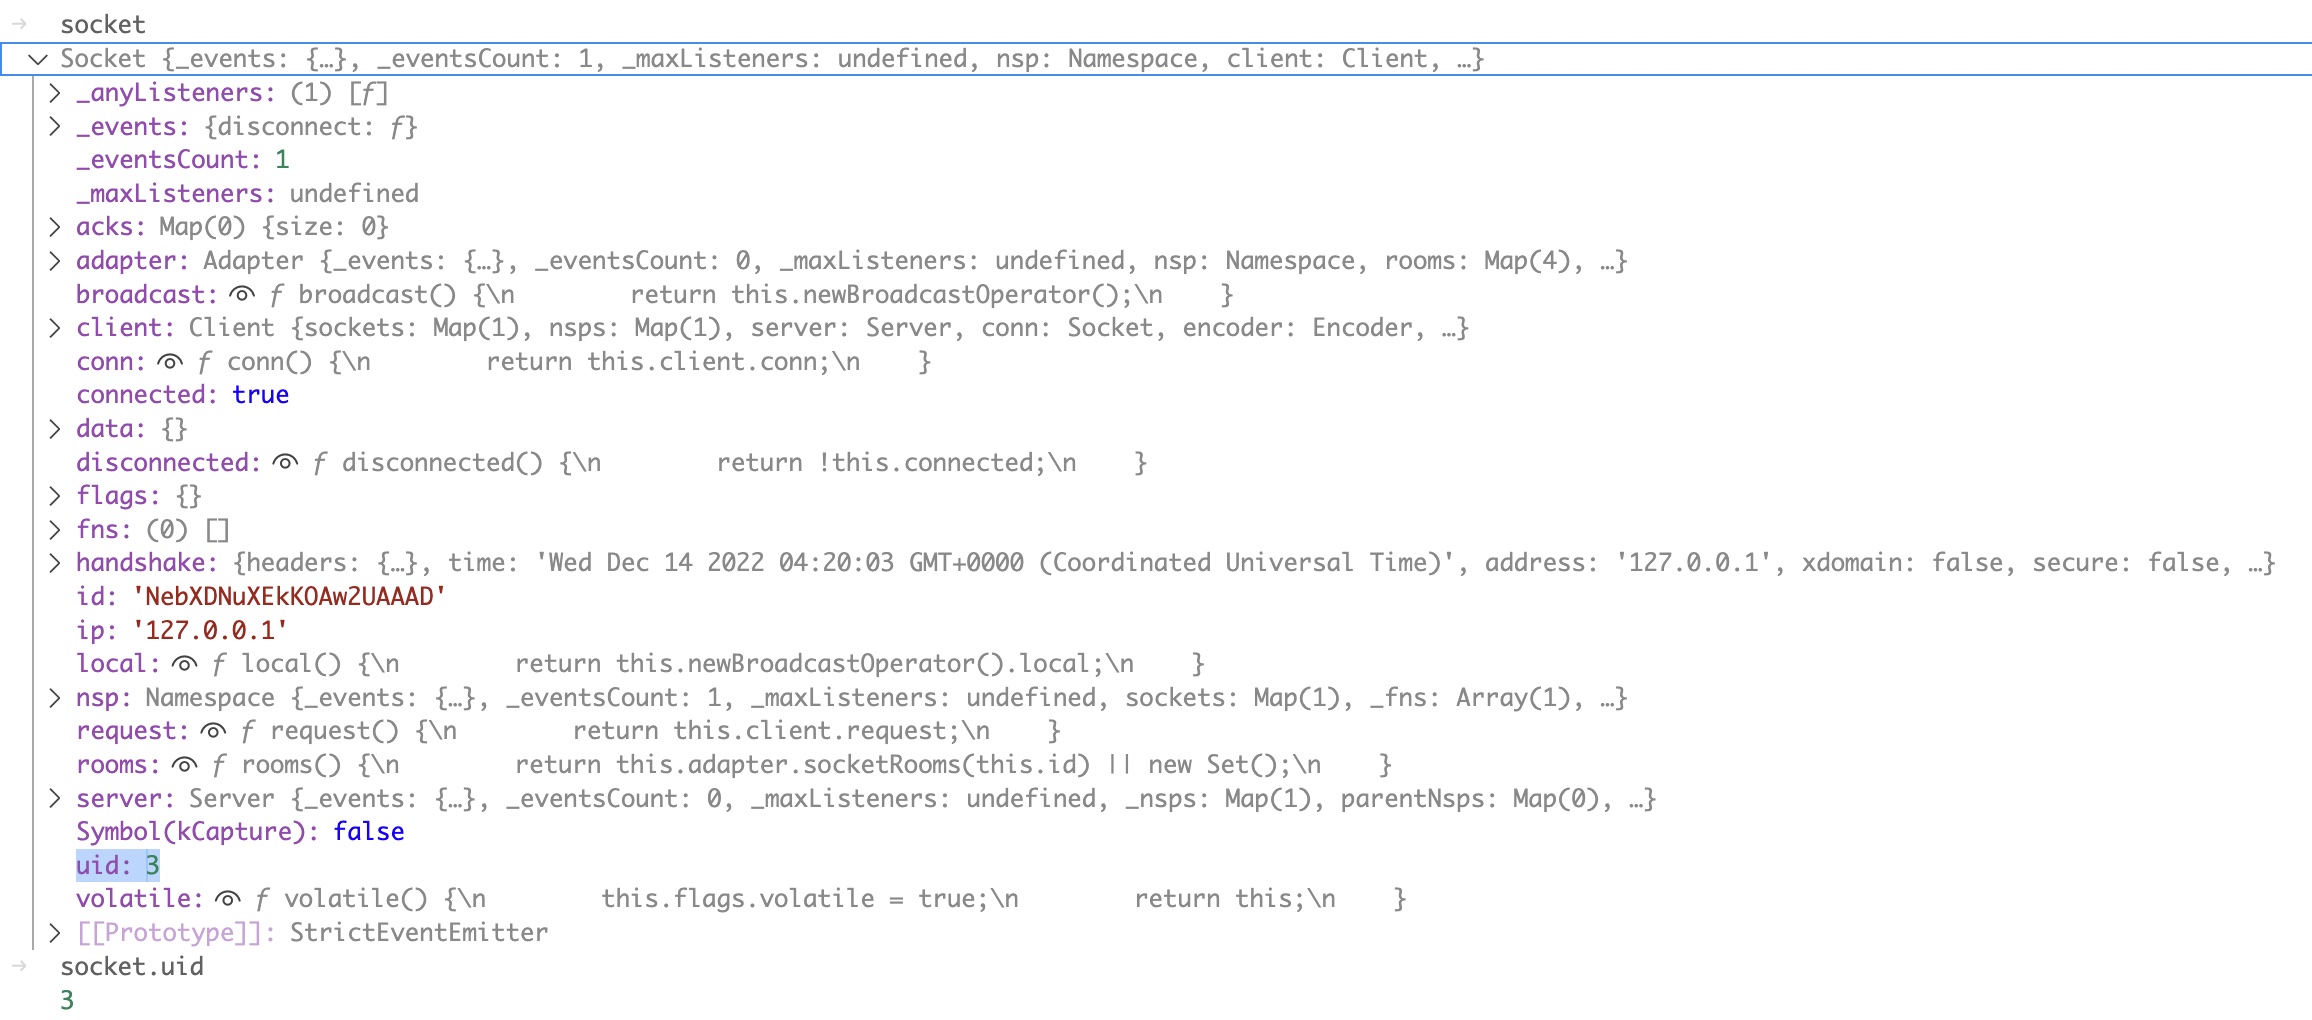 socket
Socket {_events: {…}, _eventsCount: 1, _maxListeners: undefined, nsp: Namespace, client: Client, …}
_anyListeners: (1) [ƒ]
_events: {disconnect: ƒ}
_eventsCount: 1
_maxListeners: undefined
acks: Map(0) {size: 0}
adapter: Adapter {_events: {…}, _eventsCount: 0, _maxListeners: undefined, nsp: Namespace, rooms: Map(4), …}
broadcast: ƒ broadcast() {\n        return this.newBroadcastOperator();\n    }
client: Client {sockets: Map(1), nsps: Map(1), server: Server, conn: Socket, encoder: Encoder, …}
conn: ƒ conn() {\n        return this.client.conn;\n    }
connected: true
data: {}
disconnected: ƒ disconnected() {\n        return !this.connected;\n    }
flags: {}
fns: (0) []
handshake: {headers: {…}, time: 'Wed Dec 14 2022 04:20:03 GMT+0000 (Coordinated Universal Time)', address: '127.0.0.1', xdomain: false, secure: false, …}
id: 'NebXDNuXEkKOAw2UAAAD'
ip: '127.0.0.1'
local: ƒ local() {\n        return this.newBroadcastOperator().local;\n    }
nsp: Namespace {_events: {…}, _eventsCount: 1, _maxListeners: undefined, sockets: Map(1), _fns: Array(1), …}
request: ƒ request() {\n        return this.client.request;\n    }
rooms: ƒ rooms() {\n        return this.adapter.socketRooms(this.id) || new Set();\n    }
server: Server {_events: {…}, _eventsCount: 0, _maxListeners: undefined, _nsps: Map(1), parentNsps: Map(0), …}
Symbol(kCapture): false
uid: 3
volatile: ƒ volatile() {\n        this.flags.volatile = true;\n        return this;\n    }
[[Prototype]]: StrictEventEmitter
socket.uid
3